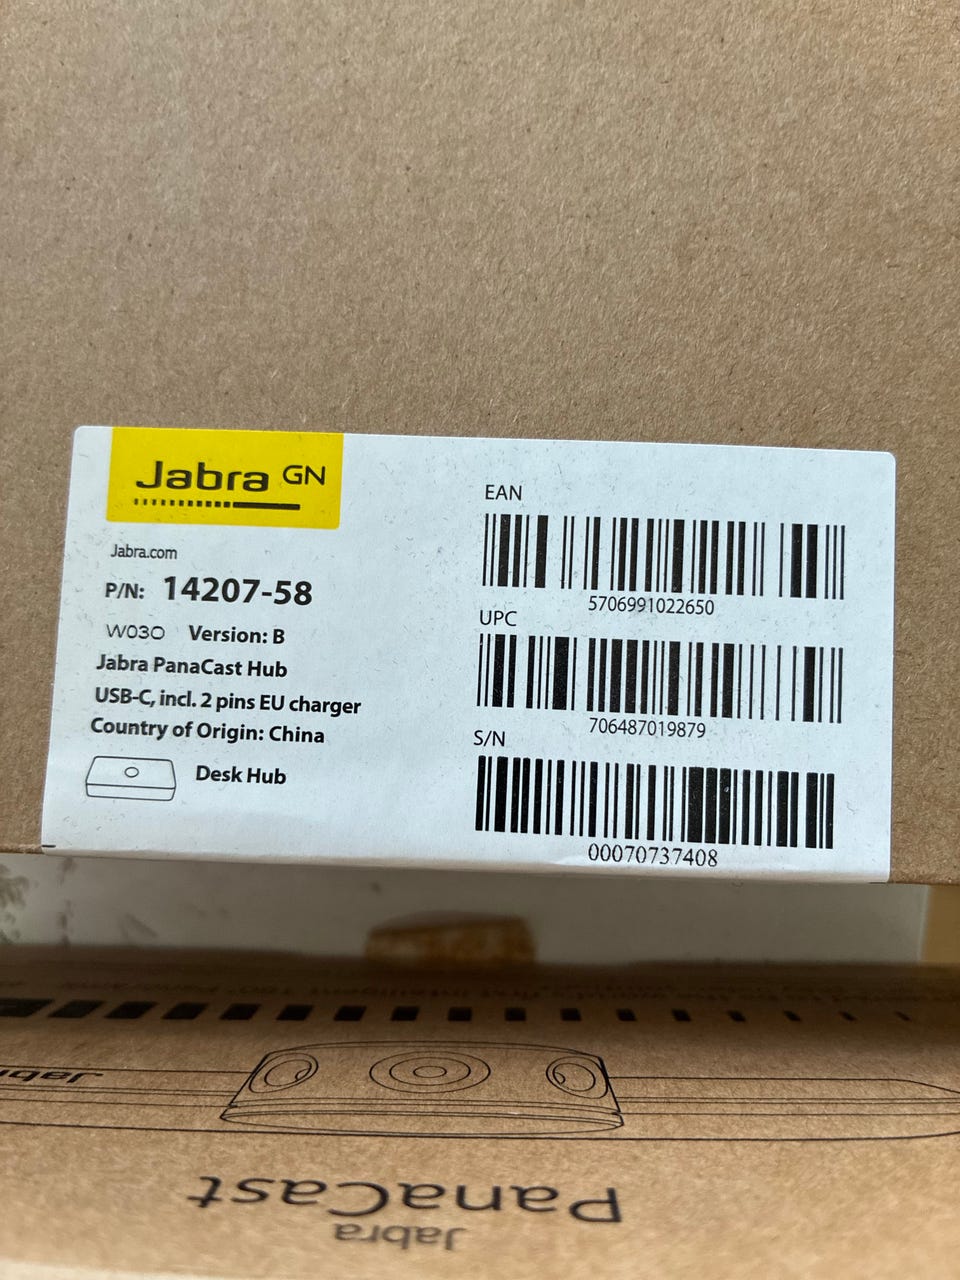 Jabra GN
Jabra.com
P/N: 14207-58
W030 Version: B
Jabra PanaCast Hub
USB-C, incl. 2 pins EU charger
Country of Origin: China
Desk Hub
EAN
5706991022650
UPC
706487019879
S/N
00070737408
Jabra
Jabra
PanaCast